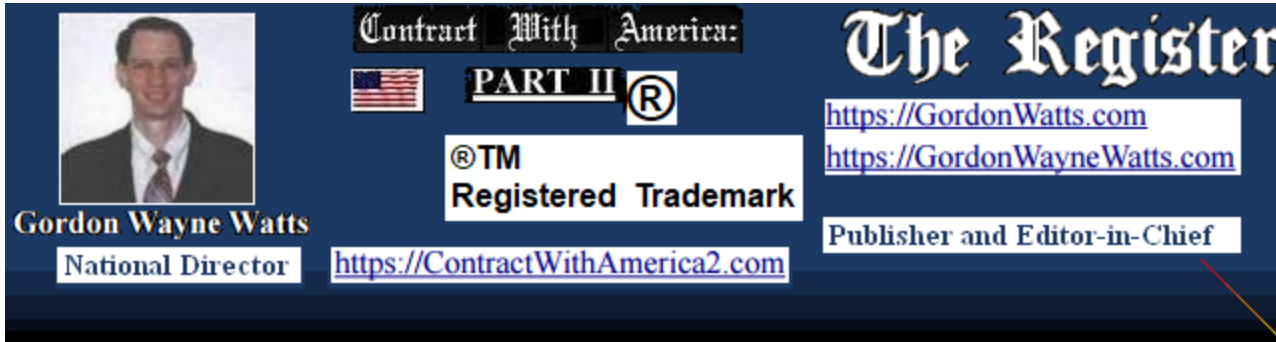 Gordon Wayne Watts
National Director
Contract With America:
PART II ®
®TM
Registered Trademark
https://ContractWithAmerica2.com
The Register
https://GordonWatts.com
https://GordonWayneWatts.com
Publisher and Editor-in-Chief